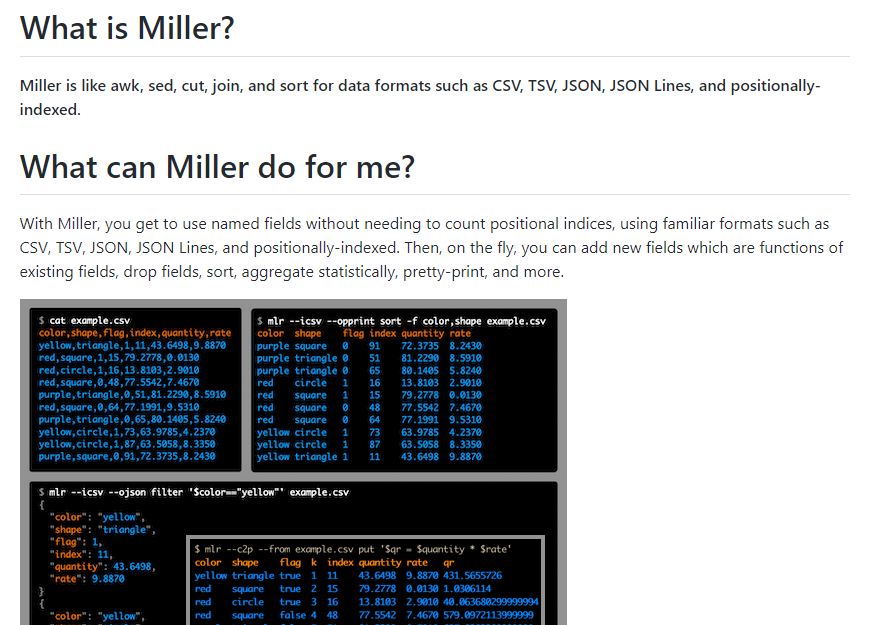 What is Miller?
Miller is like awk, sed, cut, join, and sort for data formats such as CSV, TSV, JSON, JSON Lines, and positionally-
indexed.
What can Miller do for me?
With Miller, you get to use named fields without needing to count positional indices, using familiar formats such as
CSV, TSV, JSON, JSON Lines, and positionally-indexed. Then, on the fly, you can add new fields which are functions of
existing fields, drop fields, sort, aggregate statistically, pretty-print, and more.
$ cat example.csv
color,shape,flag,index,quantity,rate
yellow,triangle,1,11,43.6498,9.8870
red,square,1,15,79.2778,0.0130
red,circle,1,16,13.8103,2.9010
red,square,0,48,77.5542,7.4670
purple,triangle,0,51,81.2290,8.5910
red,square,0,64,77.1991,9.5310
purple,triangle,0,65,80.1405,5.8240
yellow,circle,1,73,63.9785,4.2370
yellow,circle,1,87,63.5058,8.3350
purple,square,0,91,72.3735,8.2430
$ mlr --icsv --opprint sort -f color,shape example.csv
color shape flag index quantity rate
purple square 0 91 72.3735 8.2430
purple triangle 0 51 81.2290 8.5910
purple triangle 0 65 80.1405 5.8240
red circle 1 16 13.8103 2.9010
red square 1 15 79.2778 0.0130
red square 0 48 77.5542 7.4670
red square 0 64 77.1991 9.5310
yellow circle 1 73 63.9785 4.2370
yellow circle 1 87 63.5058 8.3350
yellow triangle 1 11 43.6498 9.8870
$ mlr --icsv --ojson filter '$color=="yellow"' example.csv
{
"color": "yellow",
"shape": "triangle",
"flag": 1,
"index": 11,
"quantity": 43.6498,
"rate": 9.8870
}
{
"color": "yellow",
$ mlr --c2p --from example.csv put '$qr = $quantity * $rate'
color shape flag k index quantity rate qr
yellow triangle true 1 11 43.6498 9.8870 431.5655726
red square true 2 15 79.2778 0.0130 1.0306114
red circle true 3 16 13.8103 2.9010 40.063680299999994
red square false 4 48 77.5542 7.4670 579.0972113999999